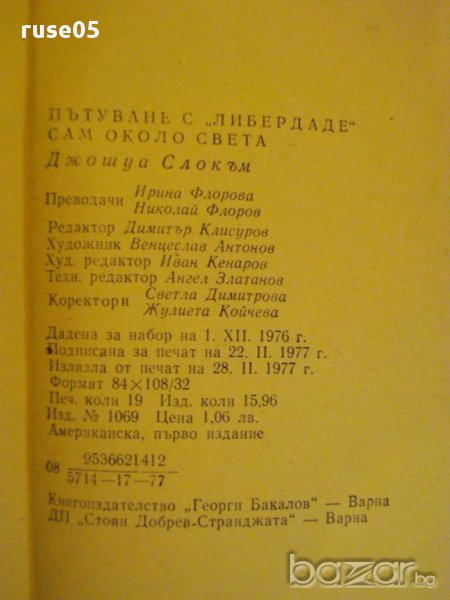 ruse05
ПЪТУВАНЕ С „ЛИБЕРДАДЕ“
САМ ОКОЛО СВЕТА
Джошуа Слокъм
Преводачи Ирина Флорова
Николай Флоров
Редактор Димитър Клисуров
Художник Венцеслав Антонов
Худ. редактор Иван Кенаров
Техн. редактор Ангел Златанов
Коректори Светла Димитрова
Жулиета Койчева
Дадена за набор на 1. XII. 1976 г.
Подписана за печат на 22. II. 1977 г.
Излязла от печат на 28. II. 1977 г.
Формат 84×108/32
Печ. коли 19 Изд. коли 15,96
Изд. № 1069 Цена 1,06 лв.
Американска, първо издание
08 9536621412
5714—17—77
Книгоиздателство „Георги Бакалов“ — Варна
ДП „Стоян Добрев-Странджата“ — Варна
bazar.bg